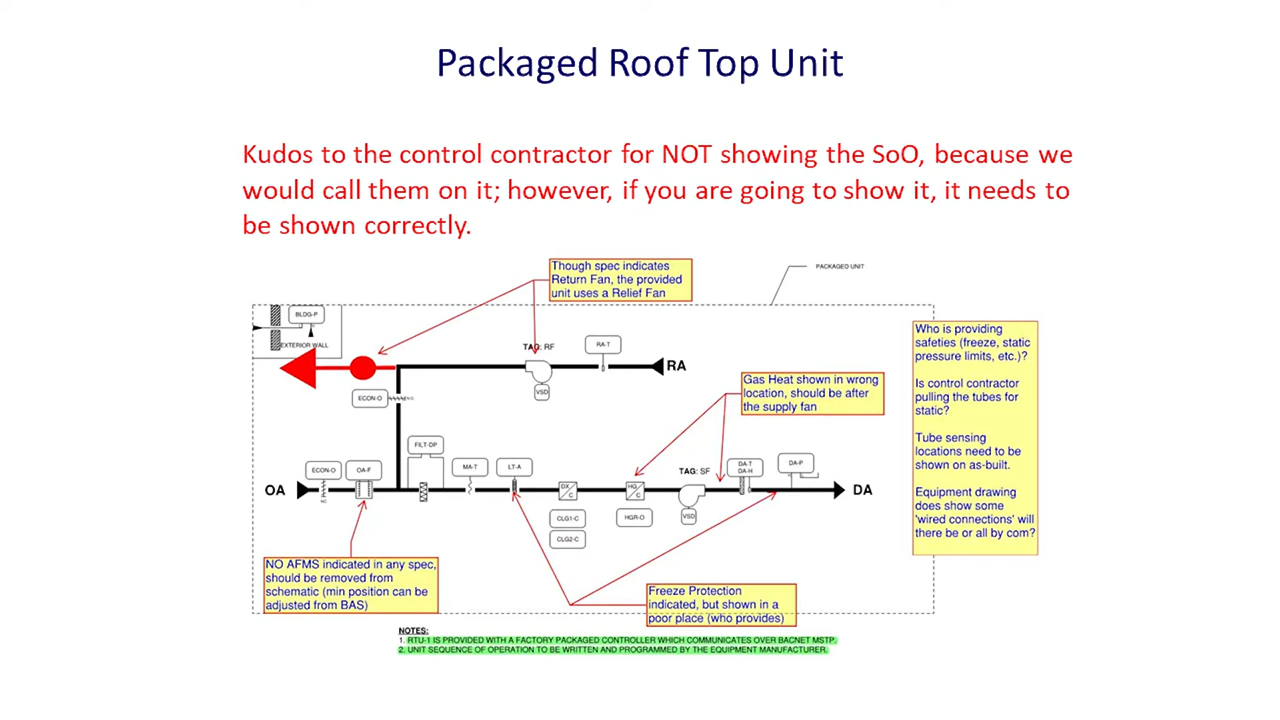 Packaged Roof Top Unit
Kudos to the control contractor for NOT showing the SoO, because we
would call them on it; however, if you are going to show it, it needs to
be shown correctly.
Though spec indicates
Return Fan, the provided
unit uses a Relief Fan
PACKAGED UNIT
BLDG-P
EXTERIOR WALL
TAG: RF
RA-T
RA
VSD
ECON-O
Who is providing
safeties (freeze, static
pressure limits, etc.)?
Is control contractor
pulling the tubes for
static?
Tube sensing
locations need to be
shown on as-built.
Equipment drawing
does show some
'wired connections' will
there be or all by com?
Gas Heat shown in wrong
location, should be after
the supply fan
FILT-DP
ECON-O
OA-F
MA-T
LT-A
TAG: SF
DA-T
DA-H
DA-P
OA
DX
C
HG
C
DA
CLG1-C
CLG2-C
HGR-O
VSD
NO AFMS indicated in any spec,
should be removed from
schematic (min position can be
adjusted from BAS)
Freeze Protection
indicated, but shown in a
poor place (who provides)
NOTES:
1. RTU-1 IS PROVIDED WITH A FACTORY PACKAGED CONTROLLER WHICH COMMUNICATES OVER BACNET MSTP.
2. UNIT SEQUENCE OF OPERATION TO BE WRITTEN AND PROGRAMMED BY THE EQUIPMENT MANUFACTURER.